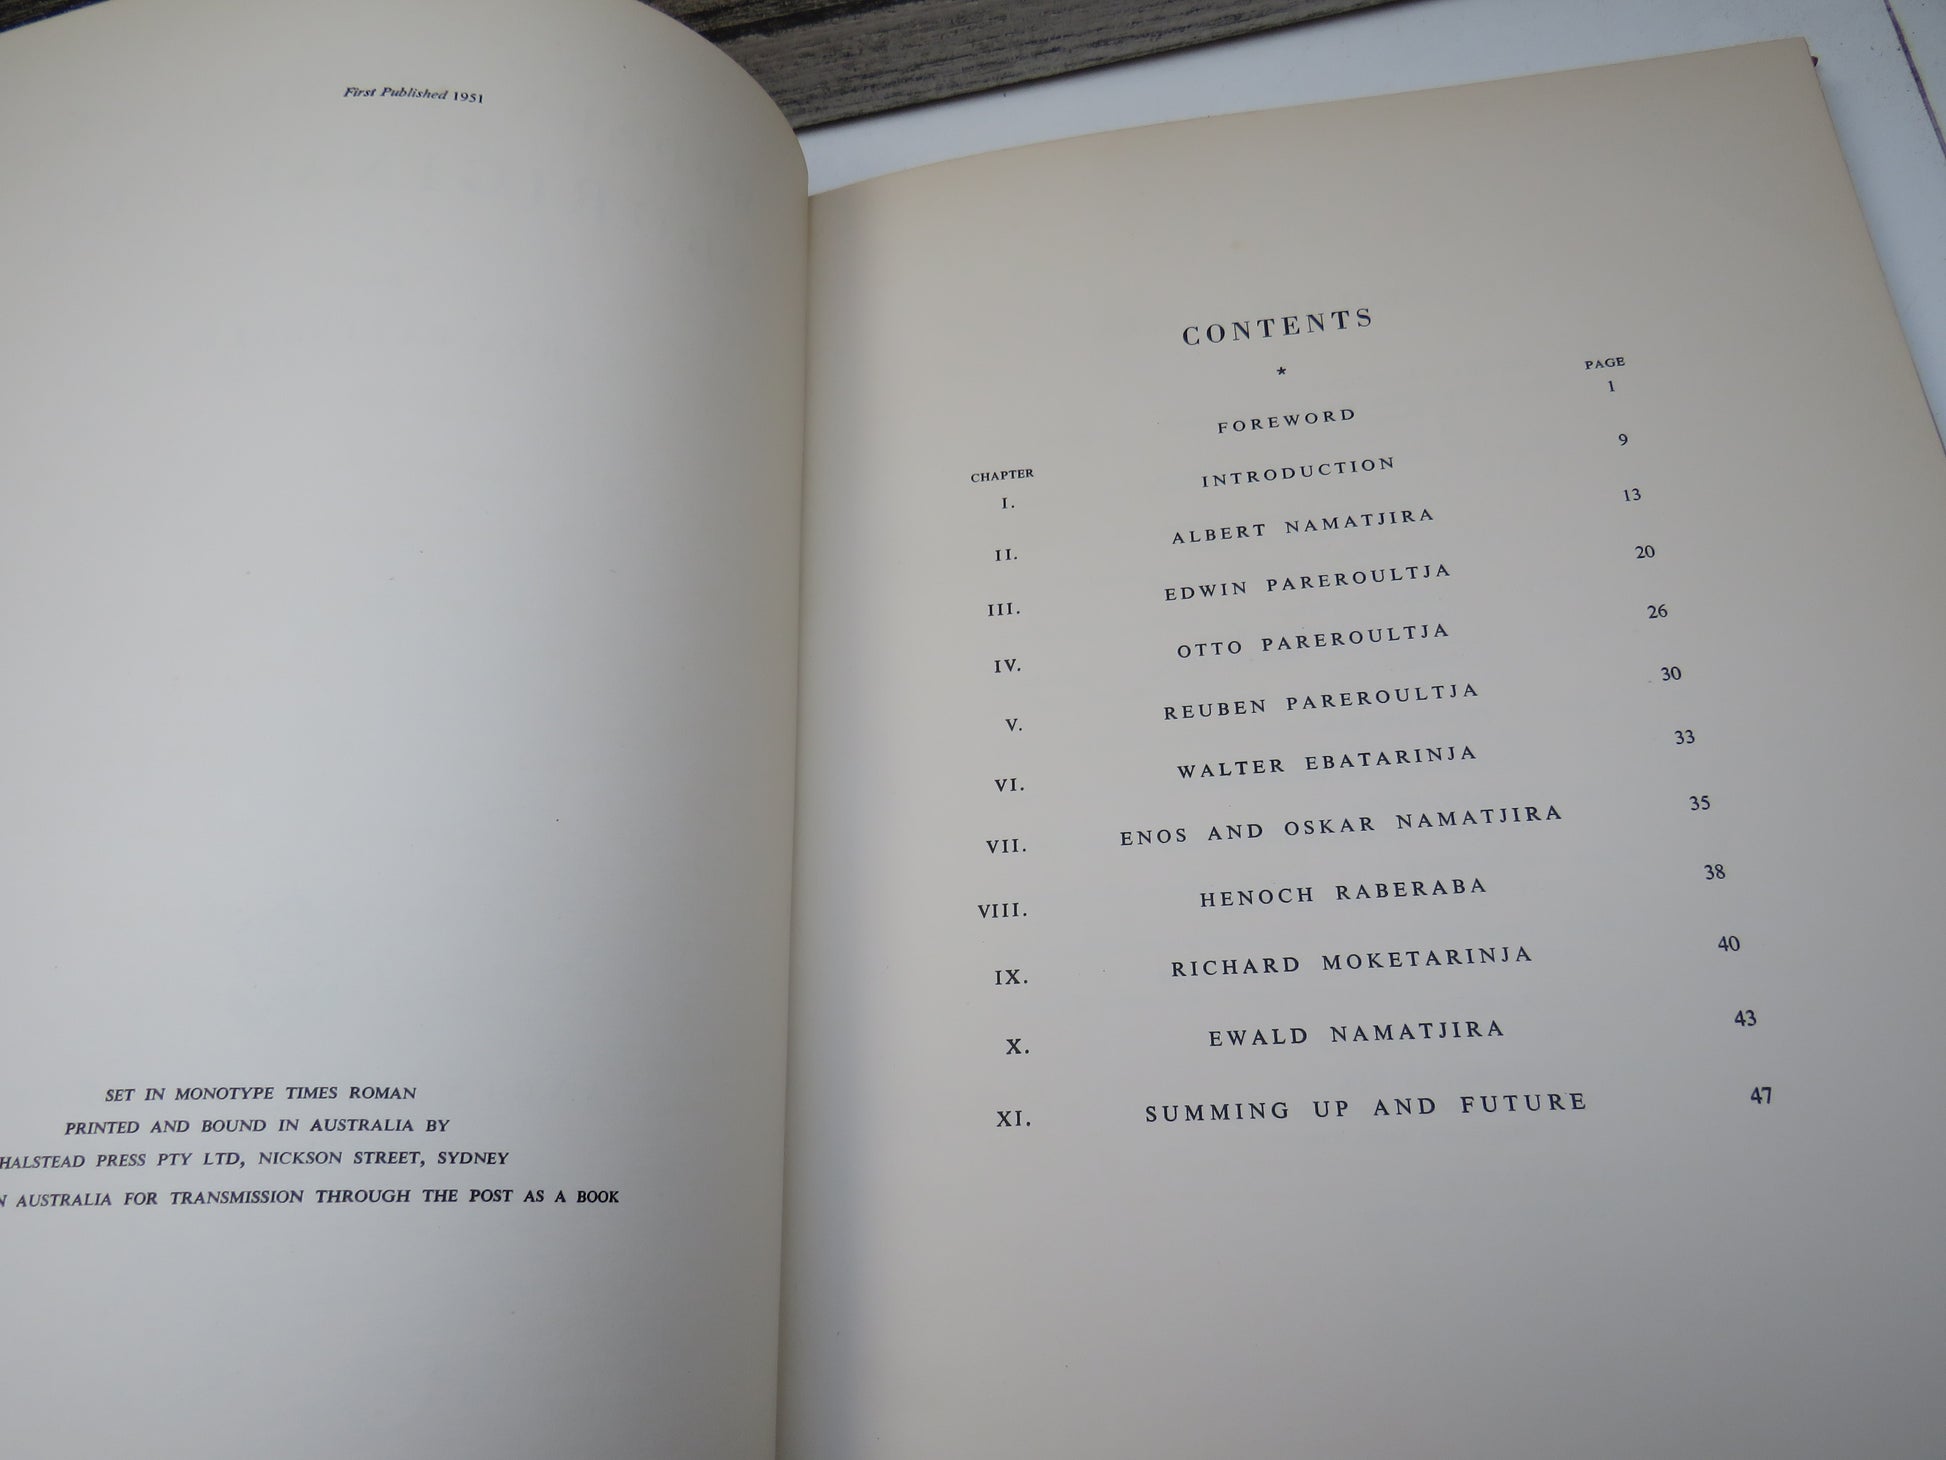 First Published 1951
SET IN MONOTYPE TIMES ROMAN
PRINTED AND BOUND IN AUSTRALIA BY
HALSTEAD PRESS PTY LTD, NICKSON STREET, SYDNEY
AUSTRALIA FOR TRANSMISSION THROUGH THE POST AS A BOOK
CONTENTS
*
PAGE
FOREWORD 1
CHAPTER
I. INTRODUCTION 9
II. ALBERT NAMATJIRA 13
III. EDWIN PAREROULTJA 20
IV. OTTO PAREROULTJA 26
V. REUBEN PAREROULTJA 30
VI. WALTER EBATARINJA 33
VII. ENOS AND OSKAR NAMATJIRA 35
VIII. HENOCH RABERABA 38
IX. RICHARD MOKETARINJA 40
X. EWALD NAMATJIRA 43
XI. SUMMING UP AND FUTURE 47